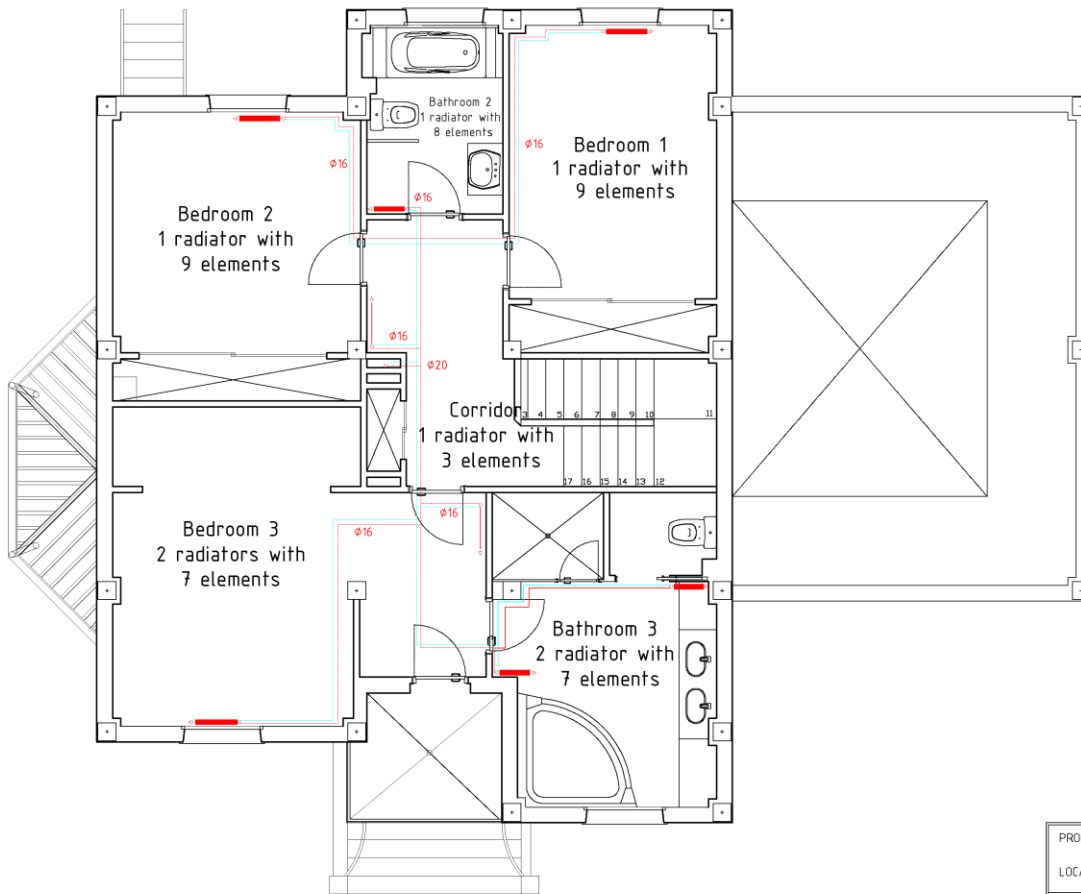 Bathroom 2
1 radiator with
8 elements
Bedroom 1
1 radiator with
9 elements
ø16
ø16
ø16
Bedroom 2
1 radiator with
9 elements
ø16
ø20
Corridor
1 radiator with
3 elements
3 4 5 6 7 8 9 10 11
17 16 15 14 13 12
ø16
ø16
Bedroom 3
2 radiators with
7 elements
Bathroom 3
2 radiator with
7 elements
PRO
LOCA